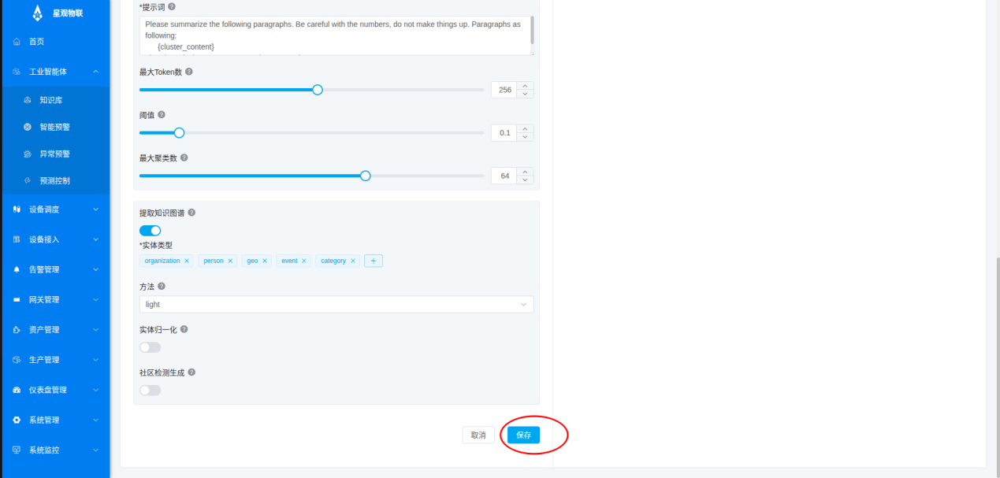 星观物联
首页
工业智能体
知识库
智能预警
异常预警
预测控制
设备调度
设备接入
告警管理
网关管理
资产管理
生产管理
仪表盘管理
系统管理
系统监控
*提示词
Please summarize the following paragraphs. Be careful with the numbers, do not make things up. Paragraphs as
following:
{cluster_content}
最大Token数
256
阈值
0.1
最大聚类数
64
提取知识图谱
*实体类型
organization × person × geo × event × category × +
方法
light
实体归一化
社区检测生成
取消 保存